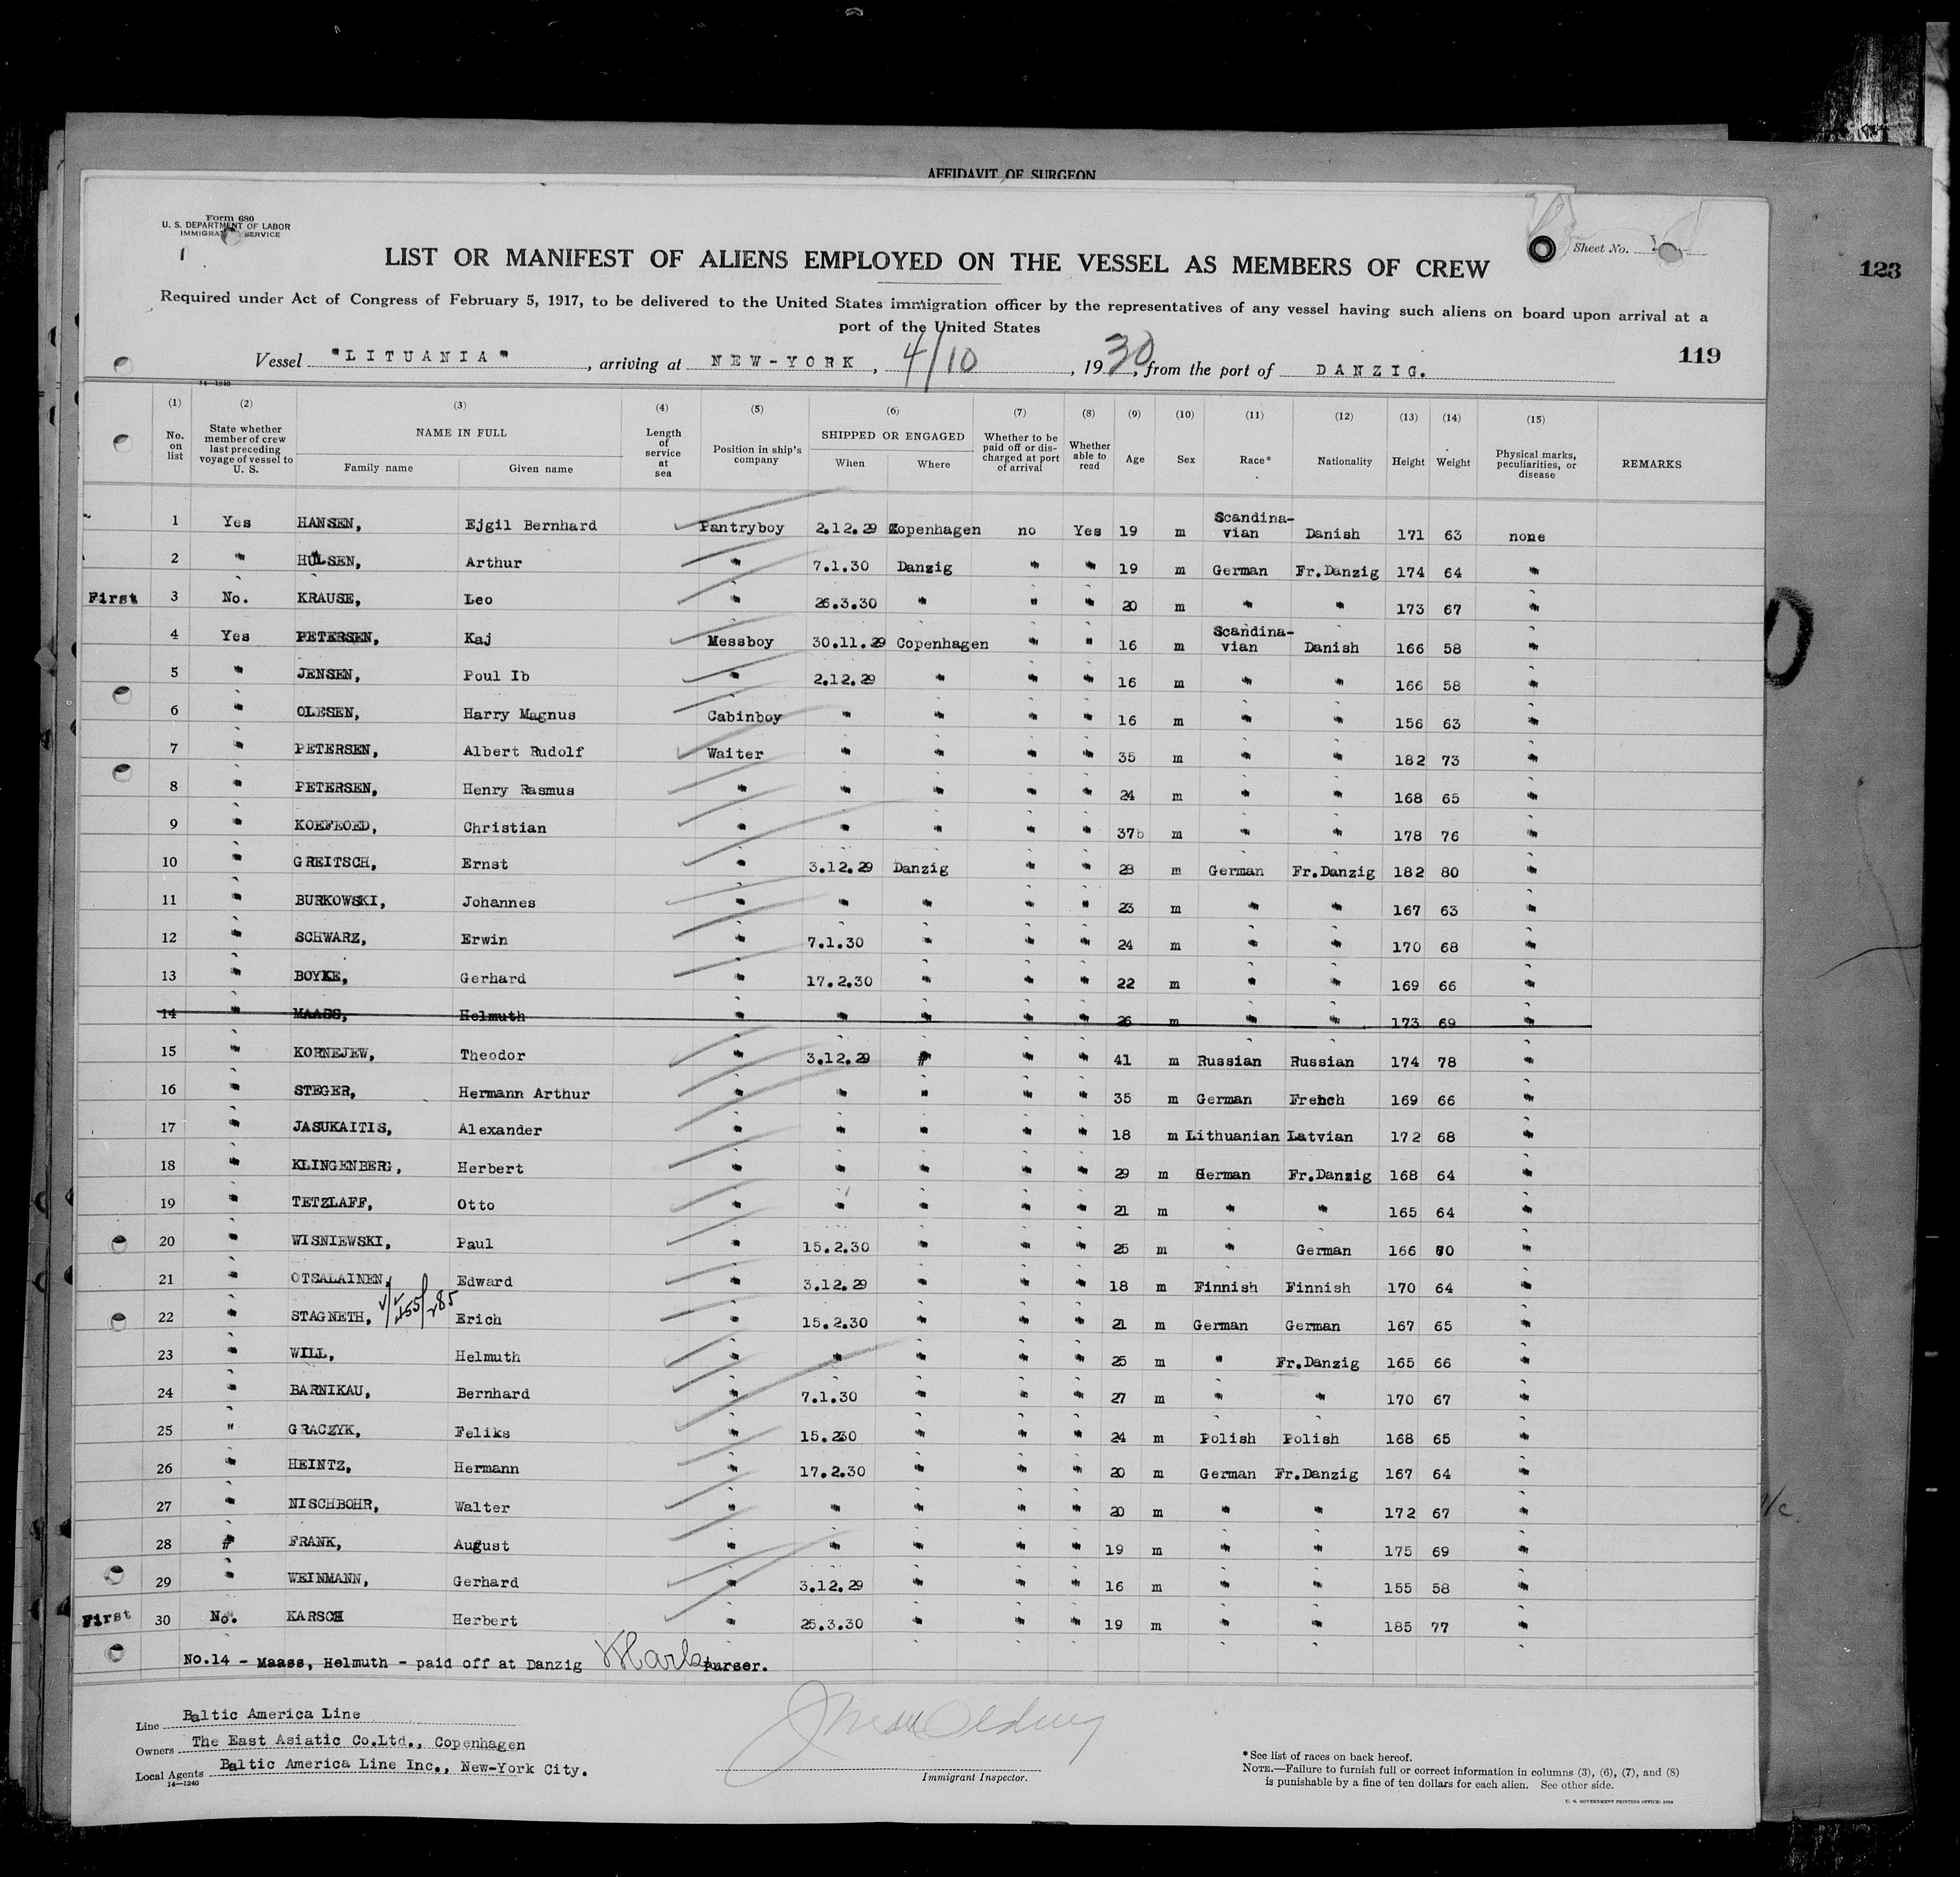 AFFIDAVIT OF SURGEON
Form 680
U. S. DEPARTMENT OF LABOR
IMMIGRATION SERVICE
Sheet No.
123
LIST OR MANIFEST OF ALIENS EMPLOYED ON THE VESSEL AS MEMBERS OF CREW
Required under Act of Congress of February 5, 1917, to be delivered to the United States immigration officer by the representatives of any vessel having such aliens on board upon arrival at a
port of the United States
119
Vessel "LITUANIA", arriving at NEW-YORK, 4/10, 1930, from the port of DANZIG.
14—1240
(1) (2) (3) (4) (5) (6) (7) (8) (9) (10) (11) (12) (13) (14) (15)
No. on list State whether member of crew last preceding voyage of vessel to U. S. NAME IN FULL Family name Given name Length of service at sea Position in ship's company SHIPPED OR ENGAGED When Where Whether to be paid off or discharged at port of arrival Whether able to read Age Sex Race* Nationality Height Weight Physical marks, peculiarities, or disease REMARKS
1 Yes HANSEN, Ejgil Bernhard Pantryboy 2.12.29 Copenhagen no Yes 19 m Scandina-vian Danish 171 63 none
2 " HULSEN, Arthur " 7.1.30 Danzig " " 19 m German Fr.Danzig 174 64 "
First 3 No. KRAUSE, Leo " 26.3.30 " " " 20 m " " 173 67 "
4 Yes PETERSEN, Kaj Messboy 30.11.29 Copenhagen " " 16 m Scandina-vian Danish 166 58 "
5 " JENSEN, Poul Ib " 2.12.29 " " " 16 m " " 166 58 "
6 " OLESEN, Harry Magnus Cabinboy " " " " 16 m " " 156 63 "
7 " PETERSEN, Albert Rudolf Waiter " " " " 35 m " " 182 73 "
8 " PETERSEN, Henry Rasmus " " " " " 24 m " " 168 65 "
9 " KOEFEOED, Christian " " " " " 37b m " " 178 76 "
10 " GREITSCH, Ernst " 3.12.29 Danzig " " 28 m German Fr.Danzig 182 80 "
11 " BURKOWSKI, Johannes " " " " " 23 m " " 167 63 "
12 " SCHWARZ, Erwin " 7.1.30 " " " 24 m " " 170 68 "
13 " BOYKE, Gerhard " 17.2.30 " " " 22 m " " 169 66 "
14 " MAASS, Helmuth " " " " " 26 m " " 173 69 "
15 " KORNEJEW, Theodor " 3.12.29 " " " 41 m Russian Russian 174 78 "
16 " STEGER, Hermann Arthur " " " " " 35 m German French 169 66 "
17 " JASUKAITIS, Alexander " " " " " 18 m Lithuanian Latvian 172 68 "
18 " KLINGENBERG, Herbert " " " " " 29 m German Fr.Danzig 168 64 "
19 " TETZLAFF, Otto " " " " " 21 m " " 165 64 "
20 " WISNIEWSKI, Paul " 15.2.30 " " " 25 m " German 166 70 "
21 " OTSALAINEN, Edward " 3.12.29 " " " 18 m Finnish Finnish 170 64 "
22 " STAGNETH, Erich " 15.2.30 " " " 21 m German German 167 65 "
23 " WILL, Helmuth " " " " " 25 m " Fr.Danzig 165 66 "
24 " BARNIKAU, Bernhard " 7.1.30 " " " 27 m " " 170 67 "
25 " GRACZYK, Feliks " 15.230 " " " 24 m Polish Polish 168 65 "
26 " HEINTZ, Hermann " 17.2.30 " " " 20 m German Fr.Danzig 167 64 "
27 " NISCHBOHR, Walter " " " " " 20 m " " 172 67 "
28 " FRANK, August " " " " " 19 m " " 175 69 "
29 " WEINMANN, Gerhard " 3.12.29 " " " 16 m " " 155 58 "
First 30 No. KARSCH Herbert " 25.3.30 " " " 19 m " " 185 77 "
No.14 - Maass, Helmuth - paid off at Danzig Purser.
Line Baltic America Line
Owners The East Asiatic Co.Ltd., Copenhagen
Local Agents Baltic America Line Inc., New-York City.
14—1240
Immigrant Inspector.
*See list of races on back hereof.
NOTE.—Failure to furnish full or correct information in columns (3), (6), (7), and (8)
is punishable by a fine of ten dollars for each alien. See other side.
U. S. GOVERNMENT PRINTING OFFICE: 1929